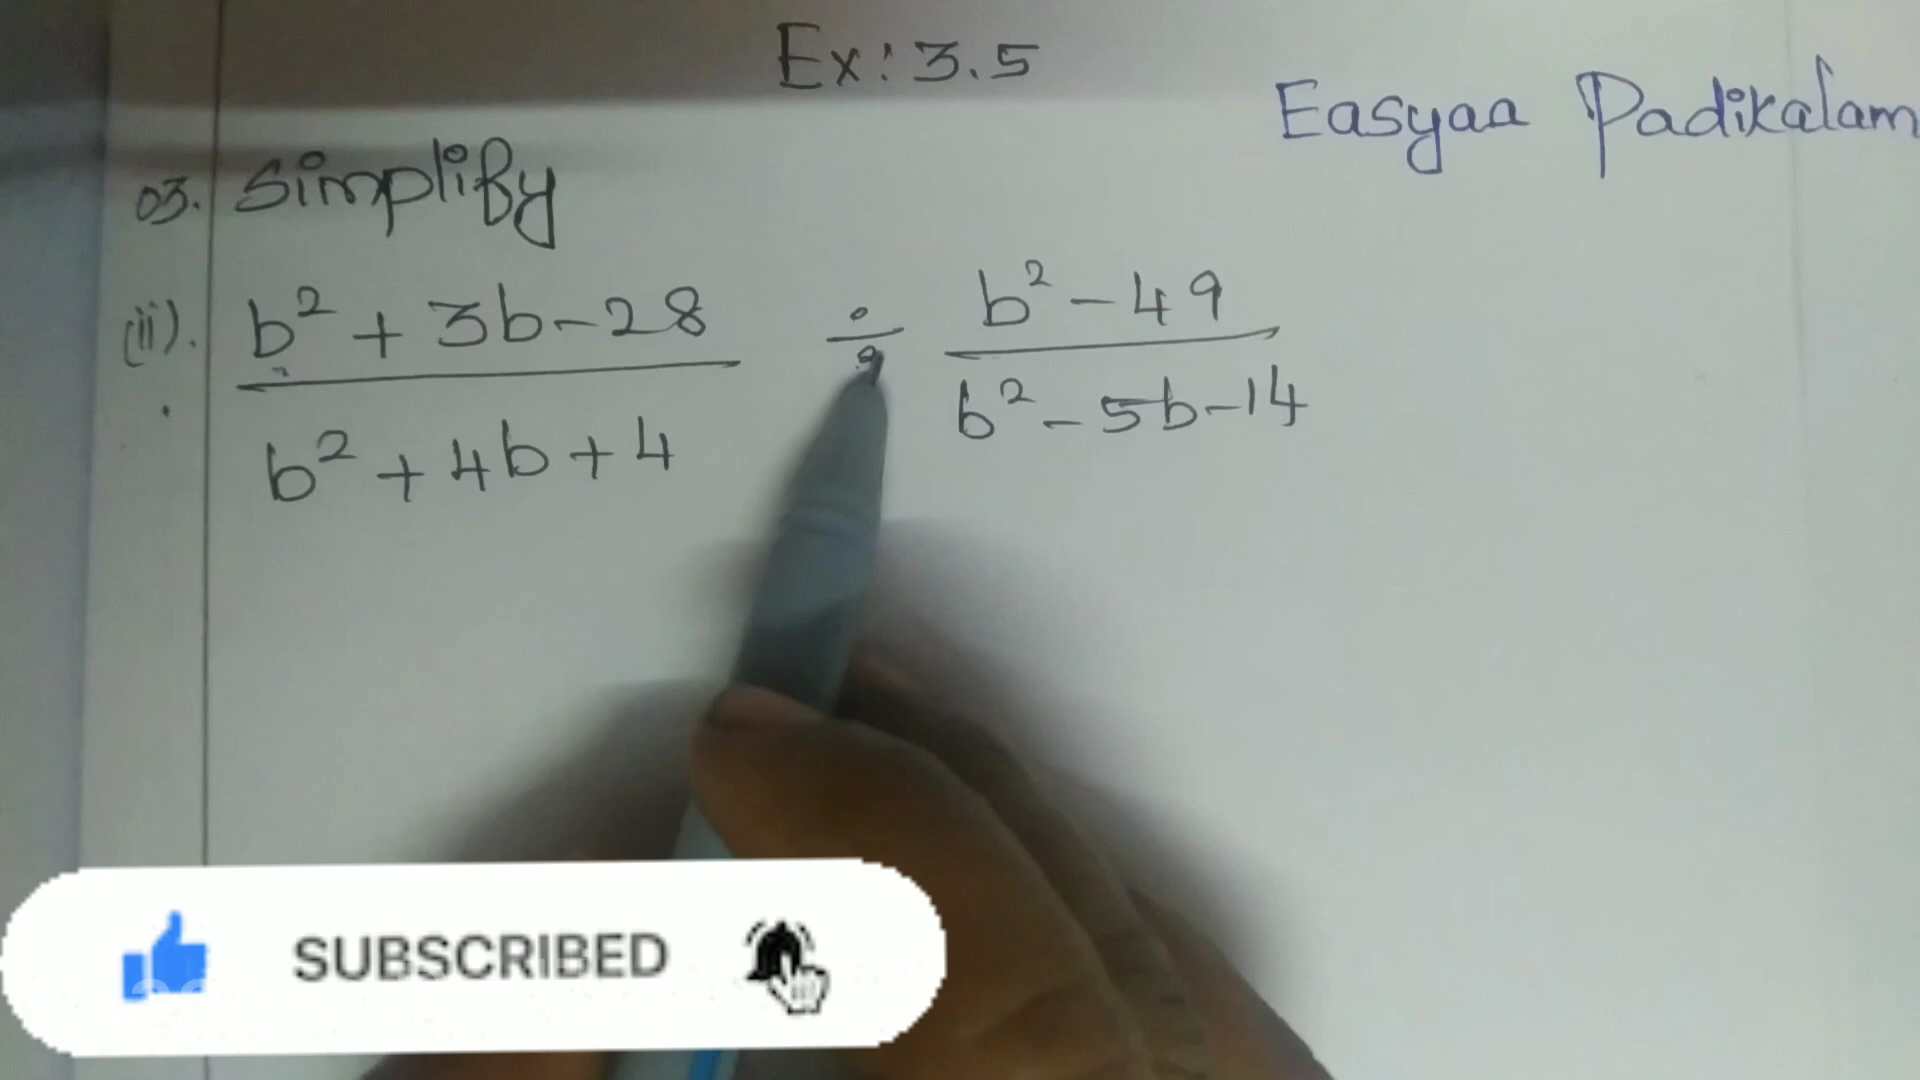 Ex: 3.5
Easyaa Padikalam
03. Simplify
(ii). b² + 3b - 28 ÷ b² - 49
b² + 4b + 4 b² - 5b - 14
SUBSCRIBED